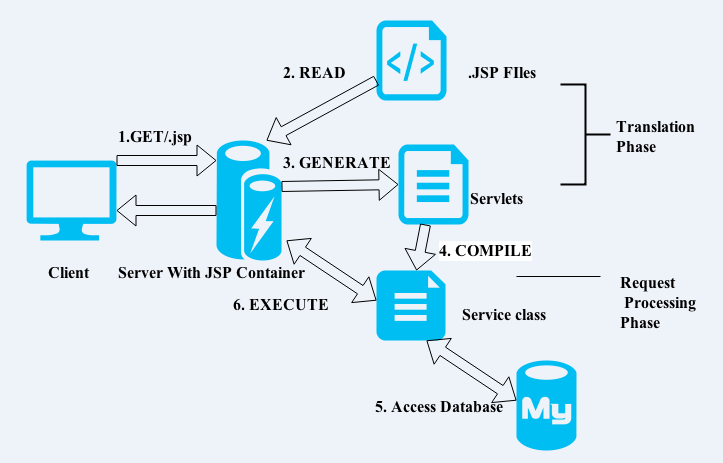 2. READ
.JSP FIles
</>
1.GET/.jsp
Translation
Phase
3. GENERATE
Servlets
4. COMPILE
Client
Server With JSP Container
Request
Processing
Phase
6. EXECUTE
Service class
5. Access Database
My